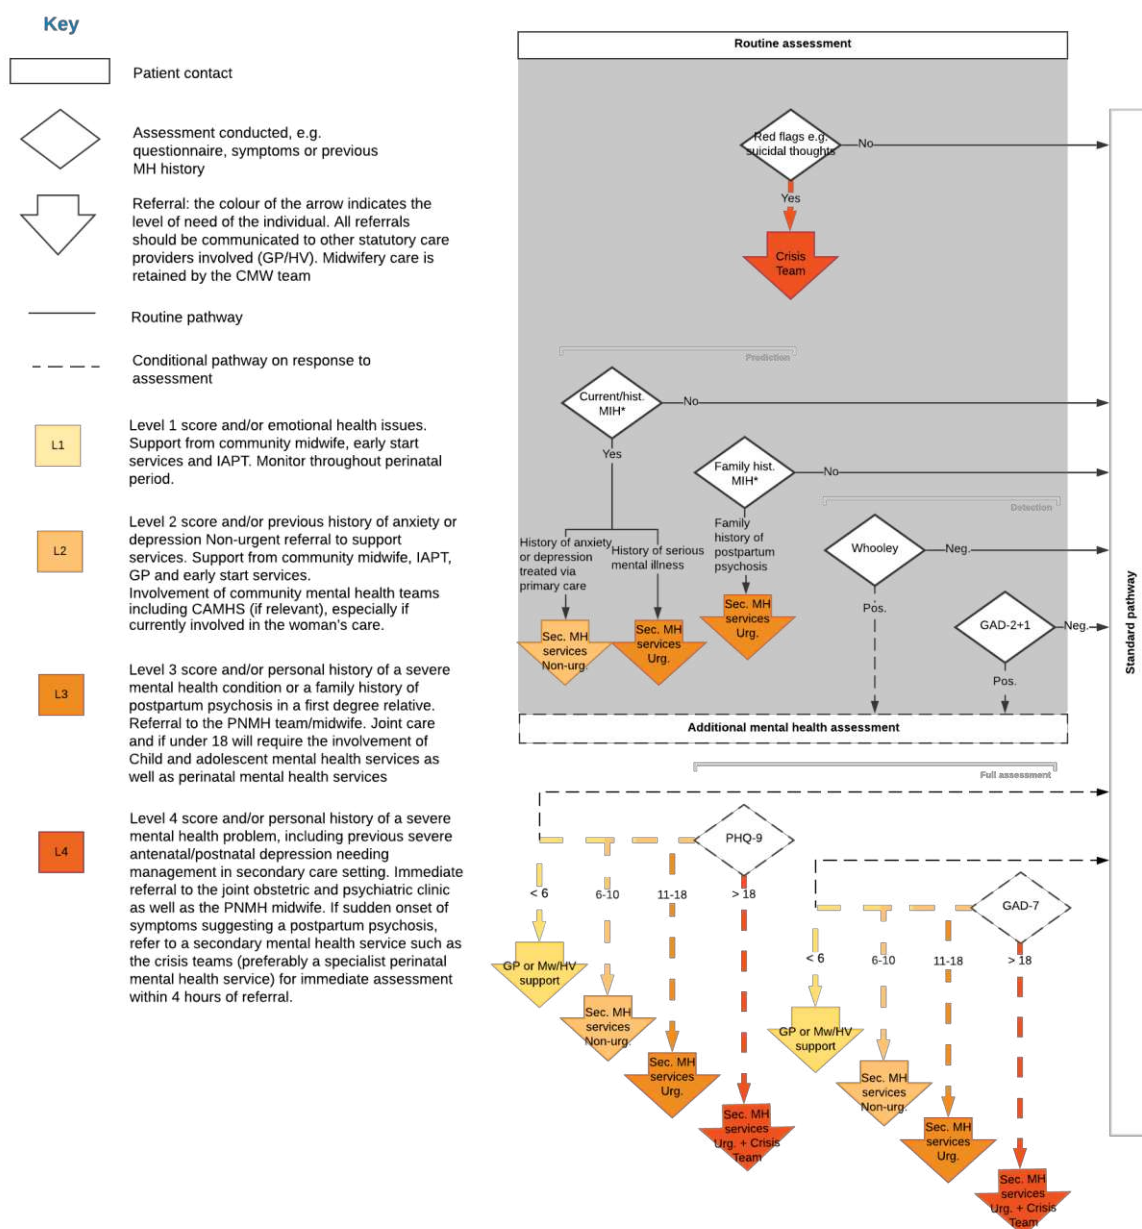 Key
Patient contact
Assessment conducted, e.g.
questionnaire, symptoms or previous
MH history
Referral: the colour of the arrow indicates the
level of need of the individual. All referrals
should be communicated to other statutory care
providers involved (GP/HV). Midwifery care is
retained by the CMW team
Routine pathway
Conditional pathway on response to
assessment
L1
Level 1 score and/or emotional health issues.
Support from community midwife, early start
services and IAPT. Monitor throughout perinatal
period.
L2
Level 2 score and/or previous history of anxiety or
depression Non-urgent referral to support
services. Support from community midwife, IAPT,
GP and early start services.
Involvement of community mental health teams
including CAMHS (if relevant), especially if
currently involved in the woman's care.
L3
Level 3 score and/or personal history of a severe
mental health condition or a family history of
postpartum psychosis in a first degree relative.
Referral to the PNMH team/midwife. Joint care
and if under 18 will require the involvement of
Child and adolescent mental health services as
well as perinatal mental health services
L4
Level 4 score and/or personal history of a severe
mental health problem, including previous severe
antenatal/postnatal depression needing
management in secondary care setting. Immediate
referral to the joint obstetric and psychiatric clinic
as well as the PNMH midwife. If sudden onset of
symptoms suggesting a postpartum psychosis,
refer to a secondary mental health service such as
the crisis teams (preferably a specialist perinatal
mental health service) for immediate assessment
within 4 hours of referral.
Routine assessment
Red flags e.g.
suicidal thoughts
No
Yes
Crisis
Team
Prediction
Current/hist.
MIH*
No
Yes
Family hist.
MIH*
No
Detection
History of anxiety
or depression
treated via
primary care
History of serious
mental illness
Family
history of
postpartum
psychosis
Whooley
Neg.
Pos.
Sec. MH
services
Non-urg.
Sec. MH
services
Urg.
Sec. MH
services
Urg.
GAD-2+1
Neg.
Pos.
Standard pathway
Additional mental health assessment
Full assessment
PHQ-9
< 6
6-10
11-18
> 18
GP or Mw/HV
support
Sec. MH
services
Non-urg.
Sec. MH
services
Urg.
Sec. MH
services
Urg. + Crisis
Team
GAD-7
< 6
6-10
11-18
> 18
GP or Mw/HV
support
Sec. MH
services
Non-urg.
Sec. MH
services
Urg.
Sec. MH
services
Urg. + Crisis
Team